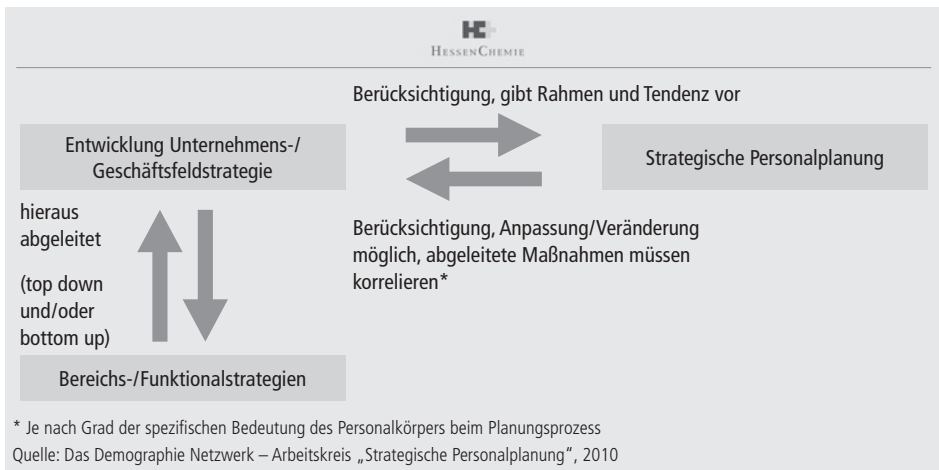 HC
HESSENCHEMIE
Berücksichtigung, gibt Rahmen und Tendenz vor
Entwicklung Unternehmens-/
Geschäftsfeldstrategie
Strategische Personalplanung
hieraus
abgeleitet
(top down
und/oder
bottom up)
Berücksichtigung, Anpassung/Veränderung
möglich, abgeleitete Maßnahmen müssen
korrelieren*
Bereichs-/Funktionalstrategien
* Je nach Grad der spezifischen Bedeutung des Personalkörpers beim Planungsprozess
Quelle: Das Demographie Netzwerk – Arbeitskreis „Strategische Personalplanung“, 2010